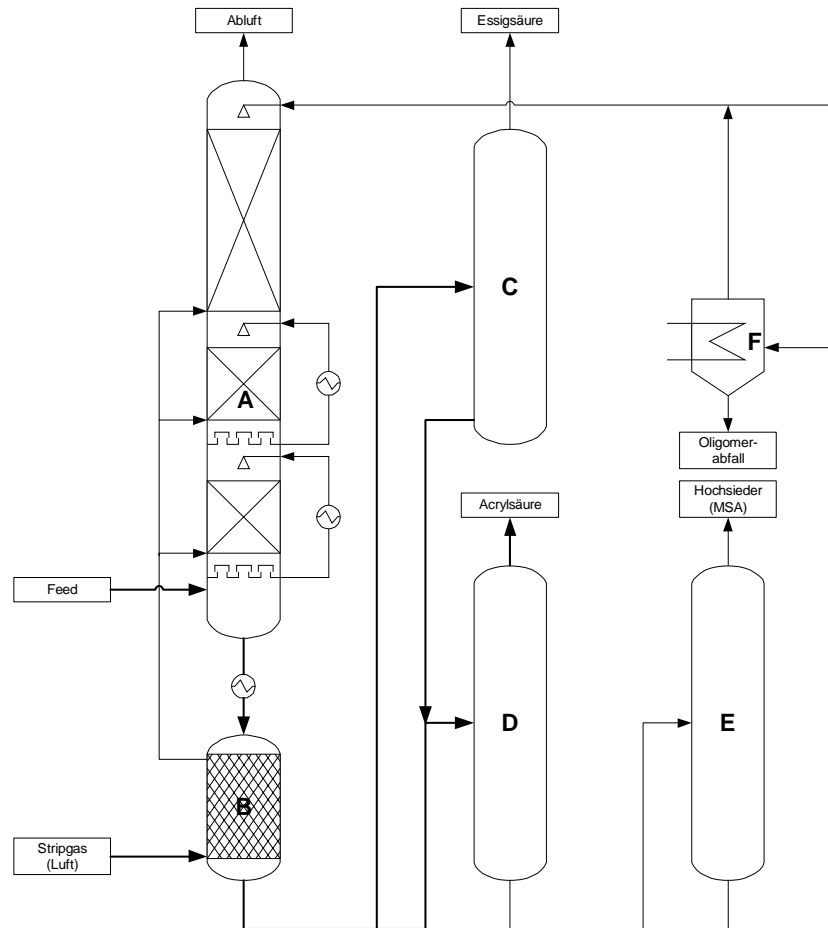 Abluft
Essigsäure
C
F
A
Oligomer-
abfall
Hochsieder
(MSA)
Acrylsäure
Feed
D
E
B
Stripgas
(Luft)